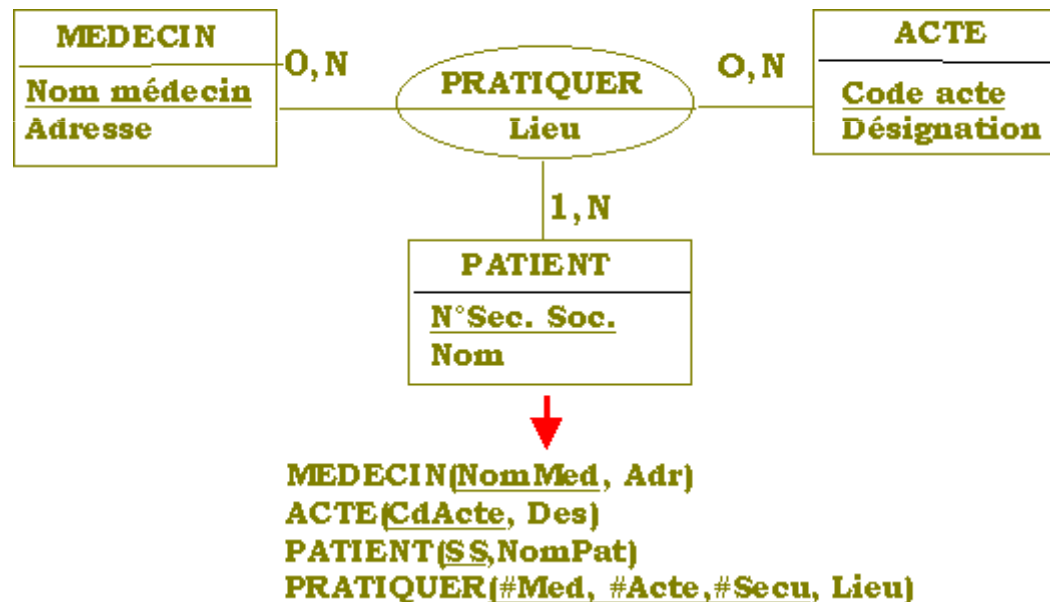 MEDECIN
Nom médecin
Adresse
0,N
PRATIQUER
Lieu
O,N
ACTE
Code acte
Désignation
1,N
PATIENT
N°Sec. Soc.
Nom
MEDECIN(NomMed, Adr)
ACTE(CdActe, Des)
PATIENT(SS,NomPat)
PRATIQUER(#Med, #Acte,#Secu, Lieu)